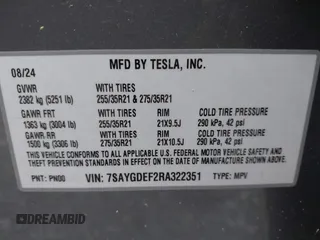 MFD BY TESLA, INC.
08/24
GVWR WITH TIRES
2382 kg (5251 lb) 255/35R21 & 275/35R21
GAWR FRT WITH TIRES RIM COLD TIRE PRESSURE
1363 kg (3004 lb) 255/35R21 21X9.5J 290 kPa, 42 psi
GAWR RR WITH TIRES RIM COLD TIRE PRESSURE
1500 kg (3306 lb) 275/35R21 21X10.5J 290 kPa, 42 psi
THIS VEHICLE CONFORMS TO ALL APPLICABLE FEDERAL MOTOR VEHICLE SAFETY STANDARDS IN EFFECT ON THE DATE OF MANUFACTURE SHOWN ABOVE.
PNT: PN00 VIN: 7SAYGDEF2RA322351 TYPE: MPV
DREAMBID